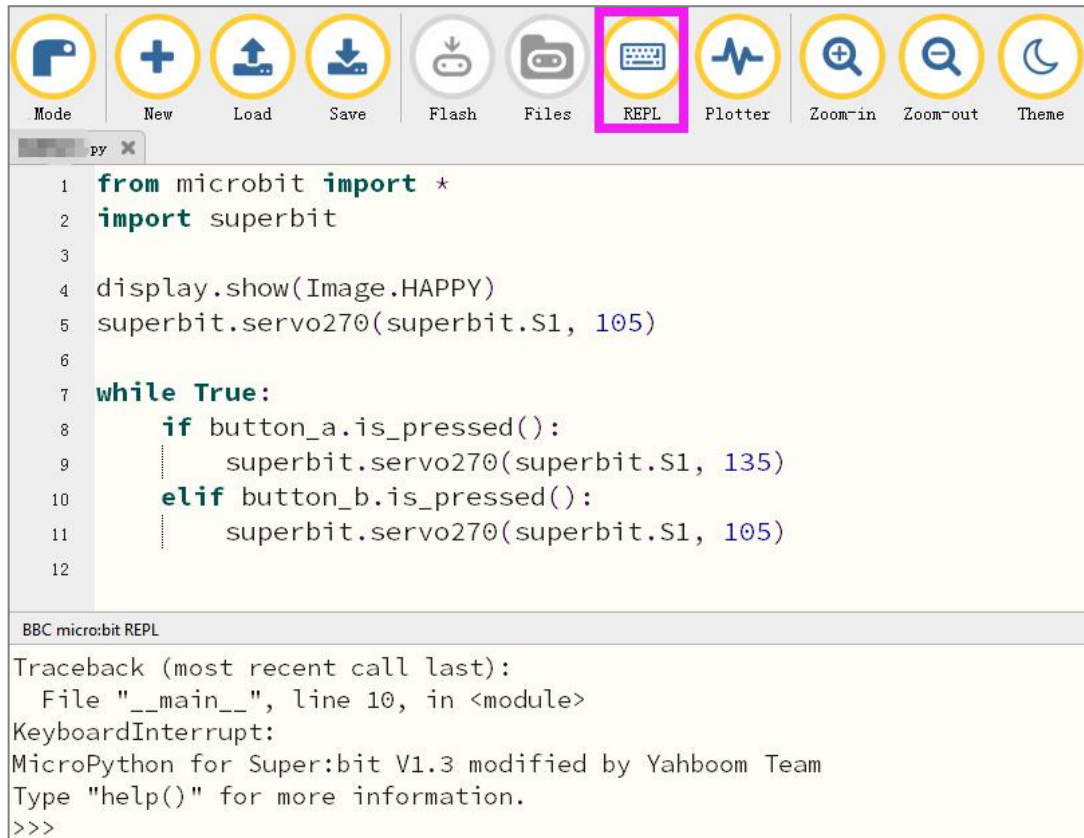 Mode New Load Save Flash Files REPL Plotter Zoom-in Zoom-out Theme
py
1 from microbit import *
2 import superbit
3
4 display.show(Image.HAPPY)
5 superbit.servo270(superbit.S1, 105)
6
7 while True:
8     if button_a.is_pressed():
9         superbit.servo270(superbit.S1, 135)
10     elif button_b.is_pressed():
11         superbit.servo270(superbit.S1, 105)
12
BBC micro:bit REPL
Traceback (most recent call last):
  File "__main__", line 10, in <module>
KeyboardInterrupt:
MicroPython for Super:bit V1.3 modified by Yahboom Team
Type "help()" for more information.
>>>